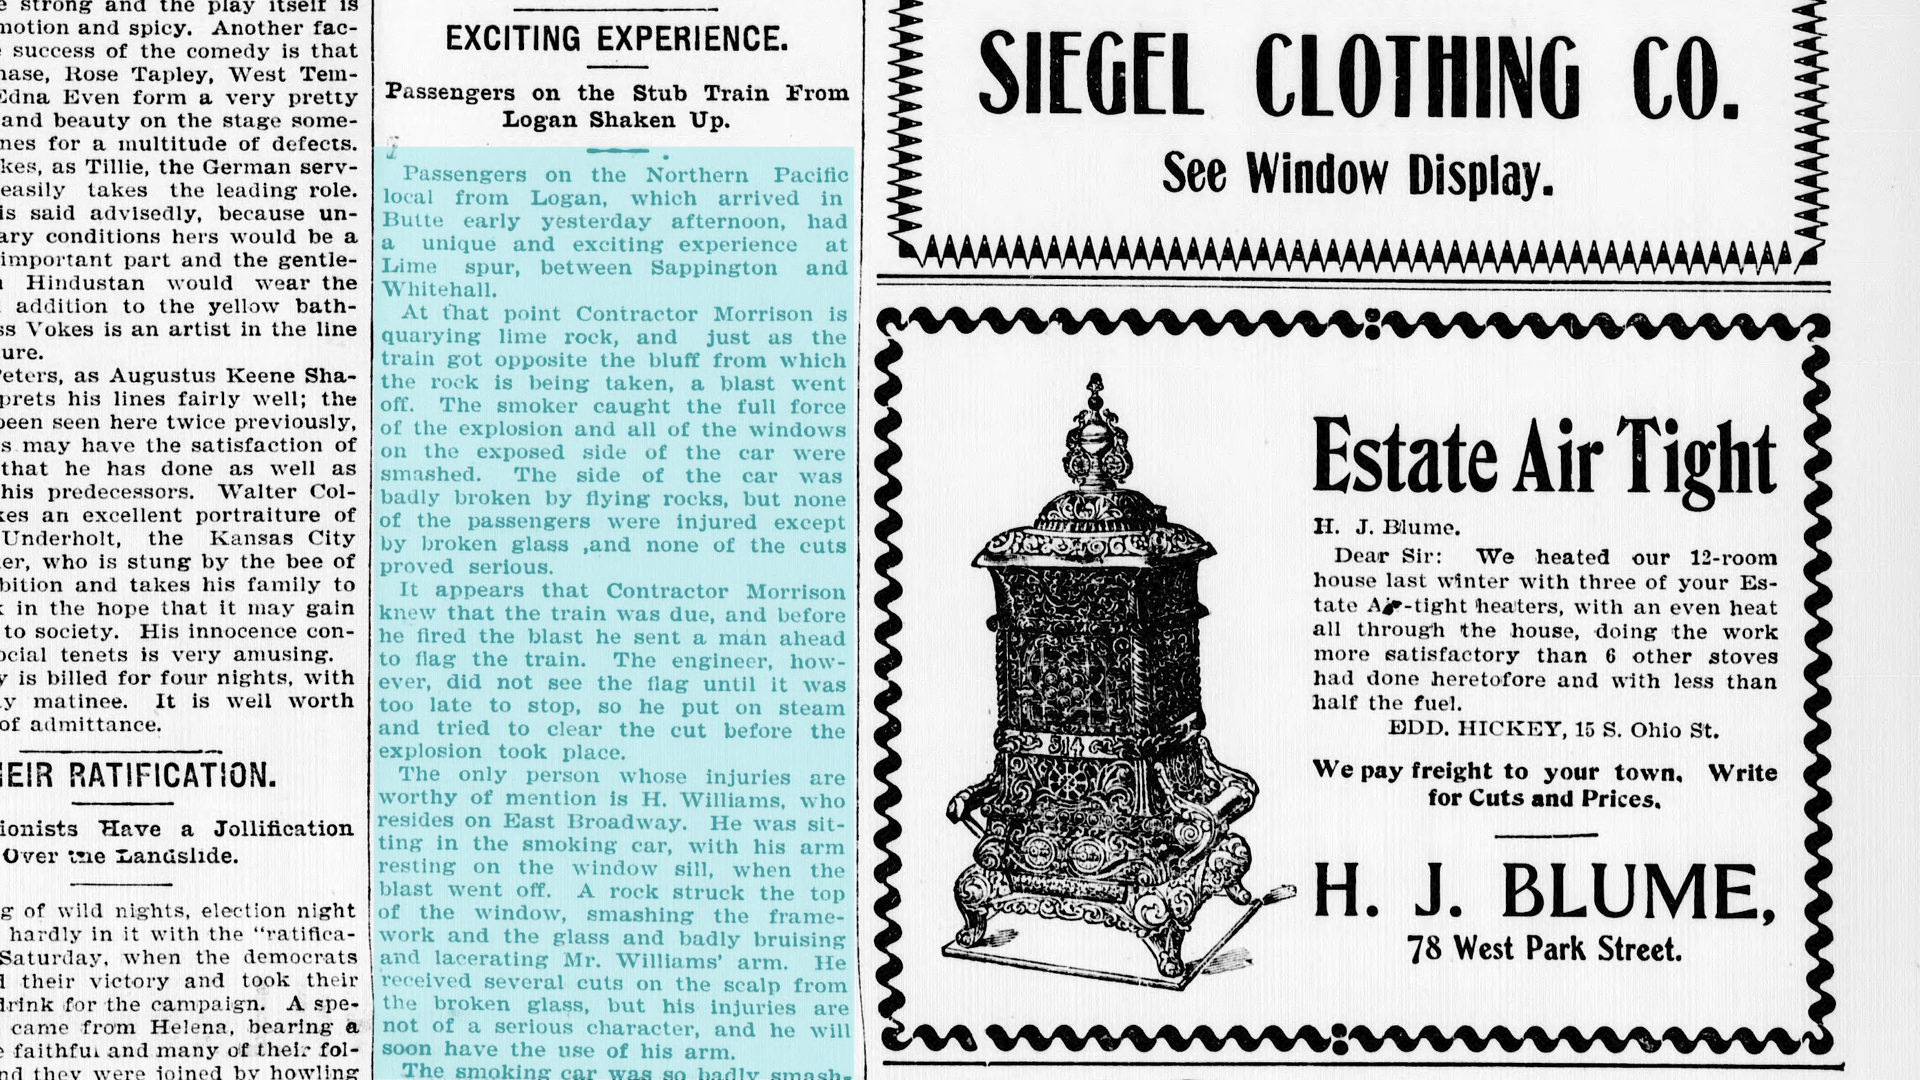 e strong and the play itself is
motion and spicy. Another fac-
success of the comedy is that
hase, Rose Tapley, West Tem-
Edna Even form a very pretty
and beauty on the stage some-
nes for a multitude of defects.
kes, as Tillie, the German serv-
easily takes the leading role.
is said advisedly, because un-
ary conditions hers would be a
important part and the gentle-
Hindustan would wear the
addition to the yellow bath-
ss Vokes is an artist in the line
ure.
Peters, as Augustus Keene Sha-
prets his lines fairly well; the
been seen here twice previously,
s may have the satisfaction of
that he has done as well as
his predecessors. Walter Col-
kes an excellent portraiture of
Underholt, the Kansas City
er, who is stung by the bee of
bition and takes his family to
k in the hope that it may gain
to society. His innocence con-
ocial tenets is very amusing.
y is billed for four nights, with
y matinee. It is well worth
of admittance.
EIR RATIFICATION.
ionists Have a Jollification
Over the Landslide.
g of wild nights, election night
hardly in it with the "ratifica-
Saturday, when the democrats
d their victory and took their
drink for the campaign. A spe-
came from Helena, bearing a
e faithful and many of their fol-
nd they were joined by howling
EXCITING EXPERIENCE.
Passengers on the Stub Train From
Logan Shaken Up.
Passengers on the Northern Pacific
local from Logan, which arrived in
Butte early yesterday afternoon, had
a unique and exciting experience at
Lime spur, between Sappington and
Whitehall.
At that point Contractor Morrison is
quarying lime rock, and just as the
train got opposite the bluff from which
the rock is being taken, a blast went
off. The smoker caught the full force
of the explosion and all of the windows
on the exposed side of the car were
smashed. The side of the car was
badly broken by flying rocks, but none
of the passengers were injured except
by broken glass ,and none of the cuts
proved serious.
It appears that Contractor Morrison
knew that the train was due, and before
he fired the blast he sent a man ahead
to flag the train. The engineer, how-
ever, did not see the flag until it was
too late to stop, so he put on steam
and tried to clear the cut before the
explosion took place.
The only person whose injuries are
worthy of mention is H. Williams, who
resides on East Broadway. He was sit-
ting in the smoking car, with his arm
resting on the window sill, when the
blast went off. A rock struck the top
of the window, smashing the frame-
work and the glass and badly bruising
and lacerating Mr. Williams' arm. He
received several cuts on the scalp from
the broken glass, but his injuries are
not of a serious character, and he will
soon have the use of his arm.
The smoking car was so badly smash-
SIEGEL CLOTHING CO.
See Window Display.
514
Estate Air Tight
H. J. Blume.
Dear Sir: We heated our 12-room
house last winter with three of your Es-
tate Air-tight heaters, with an even heat
all through the house, doing the work
more satisfactory than 6 other stoves
had done heretofore and with less than
half the fuel.
EDD. HICKEY, 15 S. Ohio St.
We pay freight to your town. Write
for Cuts and Prices.
H. J. BLUME,
78 West Park Street.